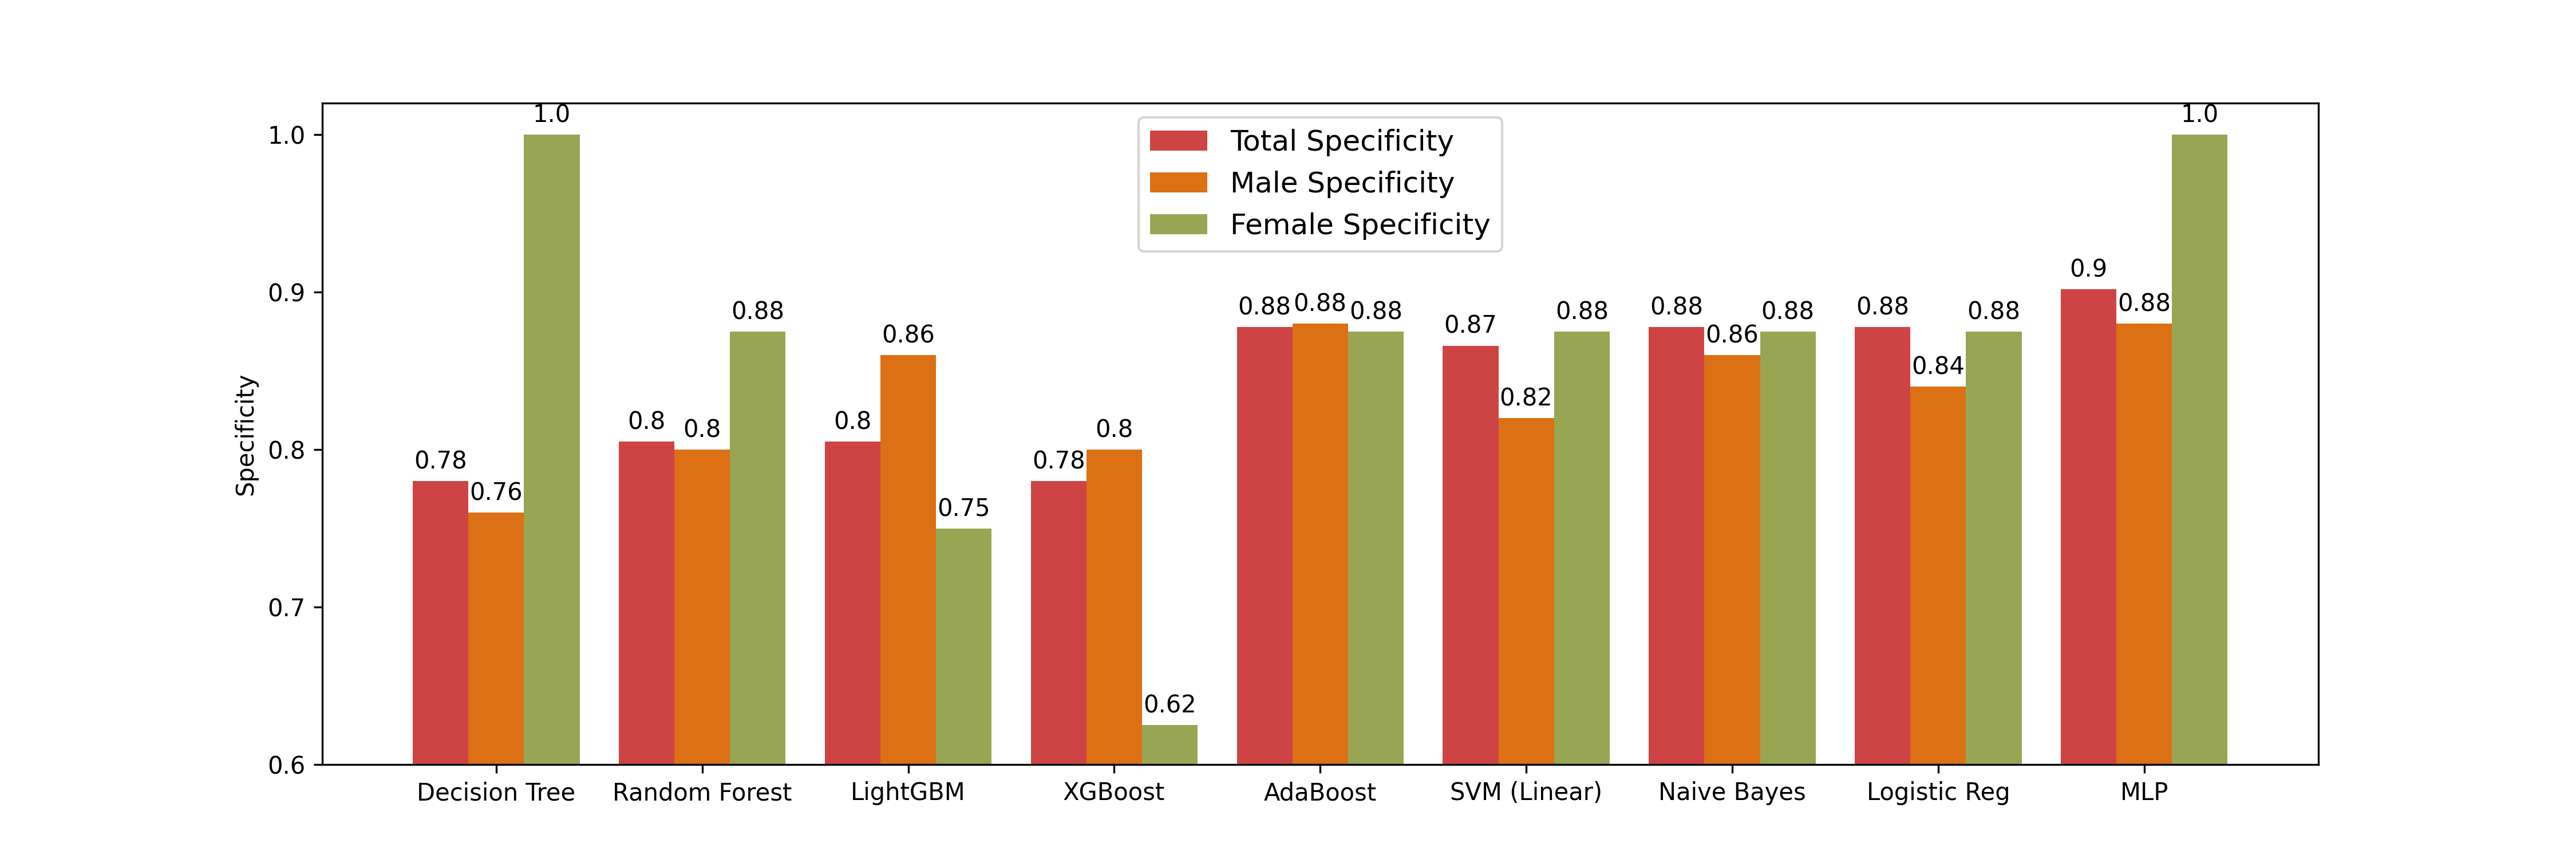 Total Specificity
Male Specificity
Female Specificity
Specificity
1.0
0.9
0.8
0.7
0.6
0.78
0.76
1.0
0.8
0.8
0.88
0.8
0.86
0.75
0.78
0.8
0.62
0.88
0.88
0.88
0.87
0.82
0.88
0.88
0.86
0.88
0.88
0.84
0.88
0.9
0.88
1.0
Decision Tree
Random Forest
LightGBM
XGBoost
AdaBoost
SVM (Linear)
Naive Bayes
Logistic Reg
MLP